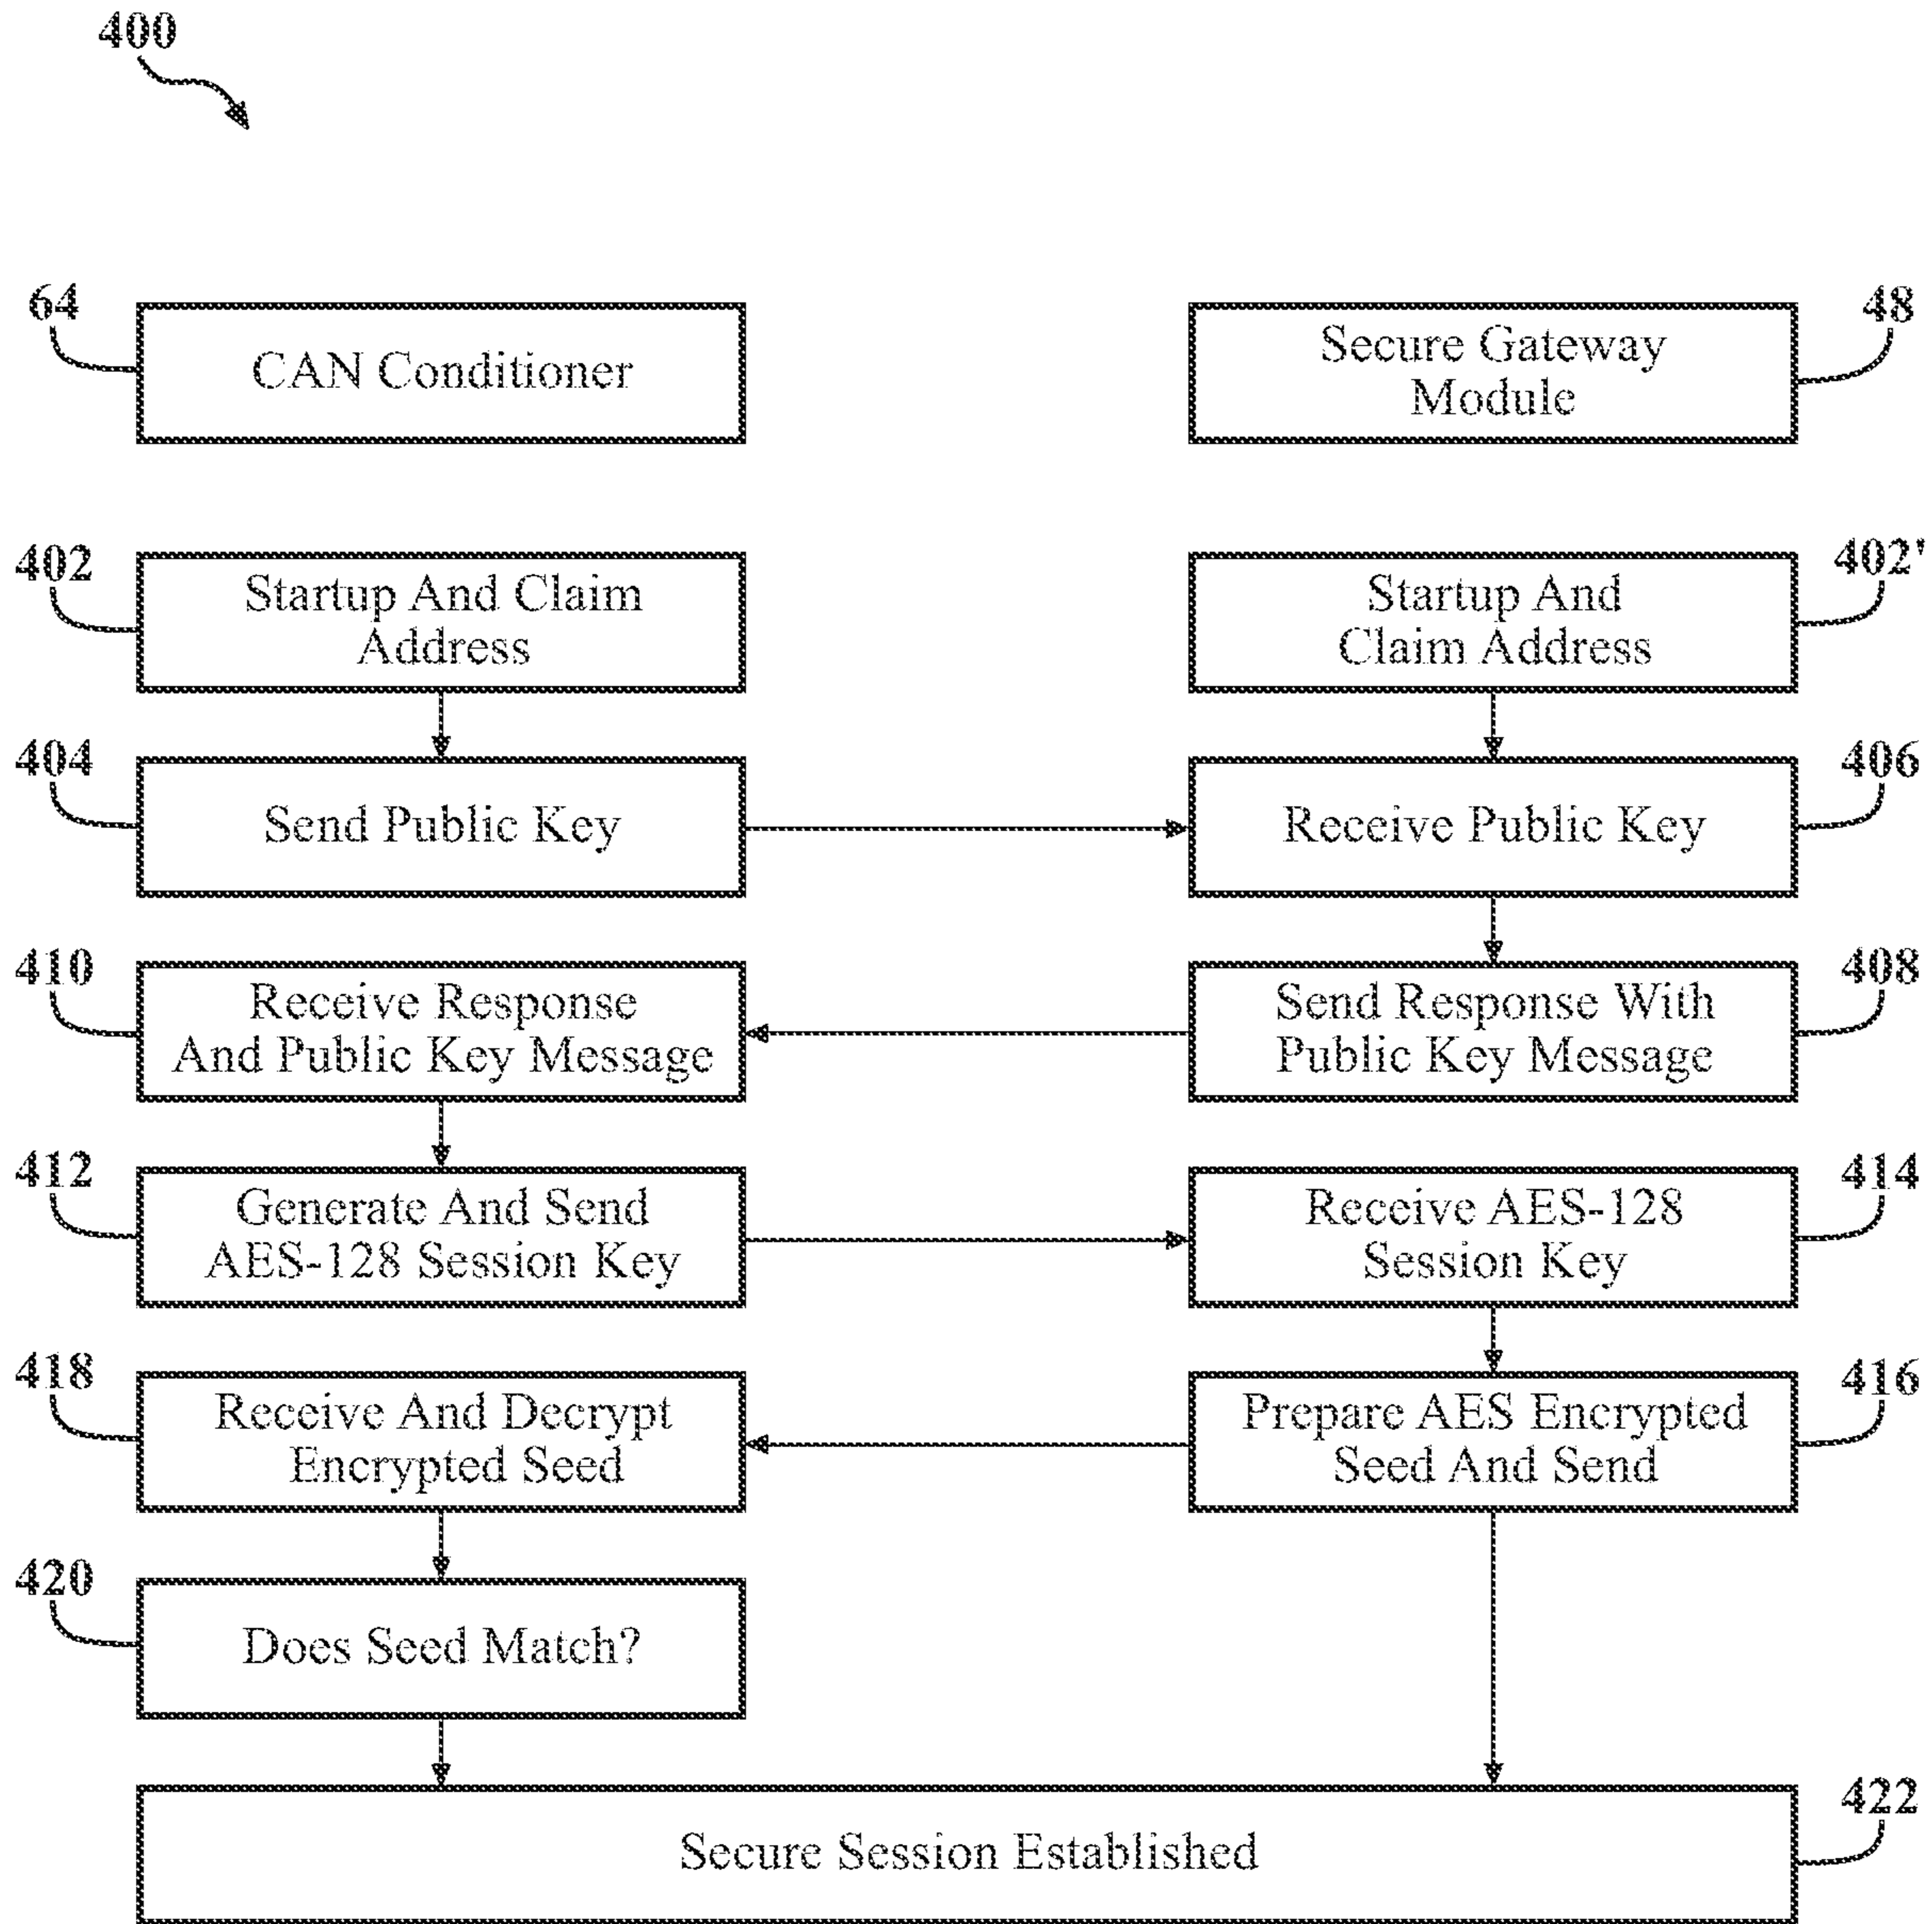 400
64
CAN Conditioner
Secure Gateway
Module
48
402
Startup And Claim
Address
Startup And
Claim Address
402'
404
Send Public Key
Receive Public Key
406
410
Receive Response
And Public Key Message
Send Response With
Public Key Message
408
412
Generate And Send
AES-128 Session Key
Receive AES-128
Session Key
414
418
Receive And Decrypt
Encrypted Seed
Prepare AES Encrypted
Seed And Send
416
420
Does Seed Match?
Secure Session Established
422